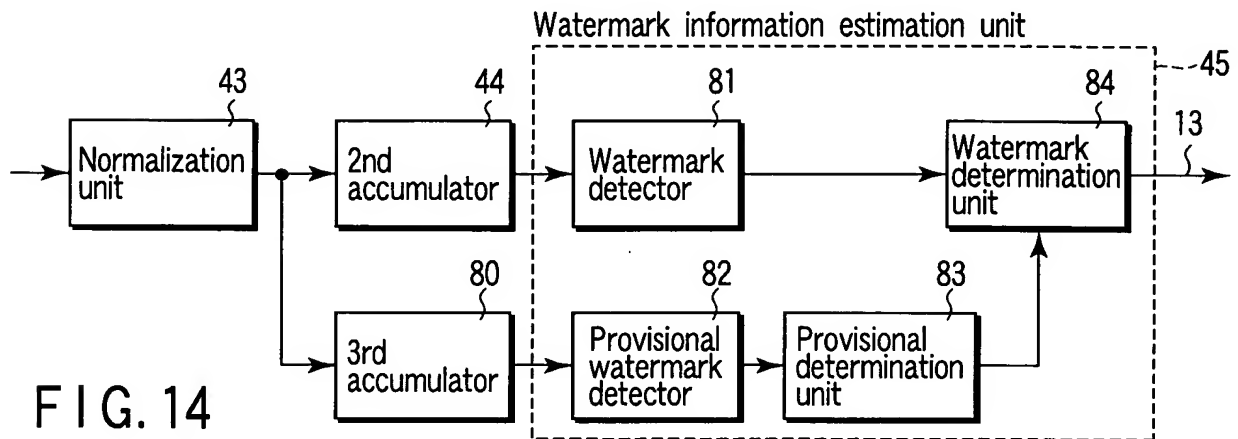 Watermark information estimation unit
45
43
44
81
84
13
Normalization
unit
2nd
accumulator
Watermark
detector
Watermark
determination
unit
80
82
83
3rd
accumulator
Provisional
watermark
detector
Provisional
determination
unit
FIG. 14